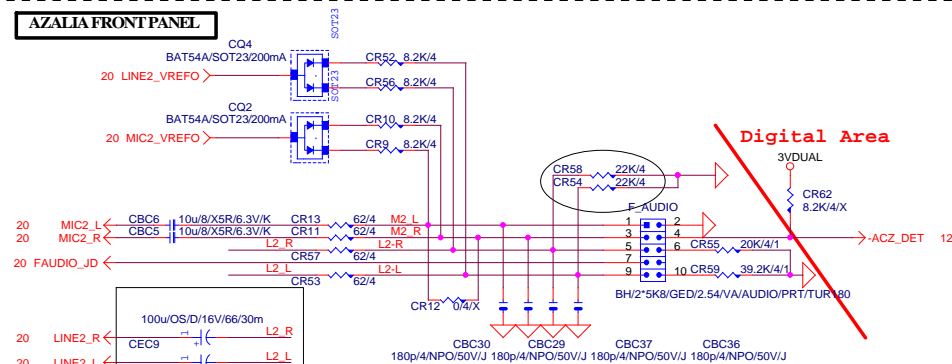 AZALIA FRONT PANEL
SOT23
CQ4
BAT54A/SOT23/200mA
20 LINE2_VREFO
CR52 8.2K/4
CR56 8.2K/4
SOT23
CQ2
BAT54A/SOT23/200mA
20 MIC2_VREFO
CR10 8.2K/4
CR9 8.2K/4
Digital Area
3VDUAL
CR62
8.2K/4/X
-ACZ_DET 12
CR58 22K/4
CR54 22K/4
F_AUDIO
1 2
3 4
5 6
7
9 10
CR55 20K/4/1
CR59 39.2K/4/1
BH/2*5K8/GED/2.54/VA/AUDIO/PRT/TUR180
20 MIC2_L CBC6 10u/8/X5R/6.3V/K CR13 62/4 M2_L
20 MIC2_R CBC5 10u/8/X5R/6.3V/K CR11 62/4 M2_R
L2_R CR57 62/4 L2-R
20 FAUDIO_JD
L2_L CR53 62/4 L2-L
CR12 0/4/X
CBC30 CBC29 CBC37 CBC36
180p/4/NPO/50V/J 180p/4/NPO/50V/J 180p/4/NPO/50V/J 180p/4/NPO/50V/J
100u/OS/D/16V/66/30m
20 LINE2_R CEC9 1 + L2_R
20 LINE2_L 1 L2_L